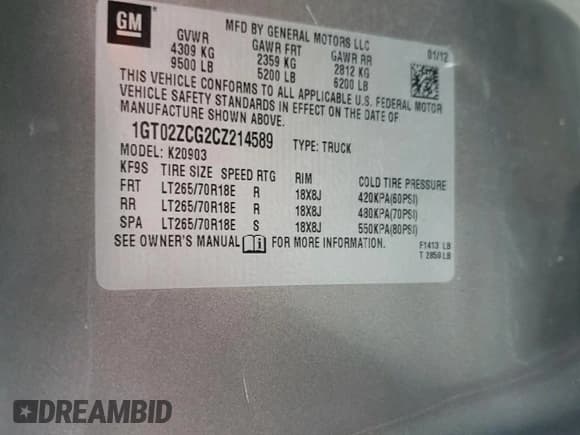 GM
MFD BY GENERAL MOTORS LLC
GVWR GAWR FRT GAWR RR 01/12
4309 KG 2359 KG 2812 KG
9500 LB 5200 LB 6200 LB
THIS VEHICLE CONFORMS TO ALL APPLICABLE U.S. FEDERAL MOTOR
VEHICLE SAFETY STANDARDS IN EFFECT ON THE DATE OF
MANUFACTURE SHOWN ABOVE.
1GT02ZCG2CZ214589 TYPE: TRUCK
MODEL: K20903
KF9S TIRE SIZE SPEED RTG RIM COLD TIRE PRESSURE
FRT LT265/70R18E R 18X8J 420KPA(60PSI)
RR LT265/70R18E R 18X8J 480KPA(70PSI)
SPA LT265/70R18E S 18X8J 550KPA(80PSI)
SEE OWNER'S MANUAL FOR MORE INFORMATION.
F1413 LB
T 2859 LB
DREAMBID